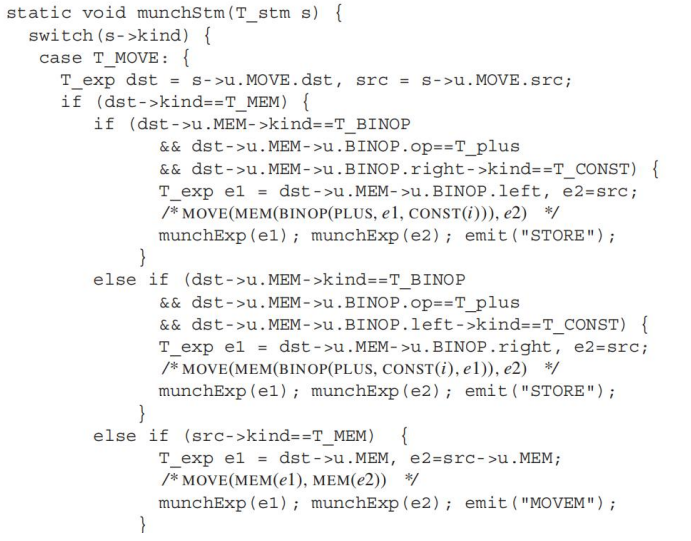 static void munchStm(T_stm s) {
switch(s->kind) {
case T_MOVE: {
T_exp dst = s->u.MOVE.dst, src = s->u.MOVE.src;
if (dst->kind==T_MEM) {
if (dst->u.MEM->kind==T_BINOP
&& dst->u.MEM->u.BINOP.op==T_plus
&& dst->u.MEM->u.BINOP.right->kind==T_CONST) {
T_exp e1 = dst->u.MEM->u.BINOP.left, e2=src;
/* MOVE(MEM(BINOP(PLUS, e1, CONST(i))), e2) */
munchExp(e1); munchExp(e2); emit("STORE");
}
else if (dst->u.MEM->kind==T_BINOP
&& dst->u.MEM->u.BINOP.op==T_plus
&& dst->u.MEM->u.BINOP.left->kind==T_CONST) {
T_exp e1 = dst->u.MEM->u.BINOP.right, e2=src;
/* MOVE(MEM(BINOP(PLUS, CONST(i), e1)), e2) */
munchExp(e1); munchExp(e2); emit("STORE");
}
else if (src->kind==T_MEM) {
T_exp e1 = dst->u.MEM, e2=src->u.MEM;
/* MOVE(MEM(e1), MEM(e2)) */
munchExp(e1); munchExp(e2); emit("MOVEM");
}